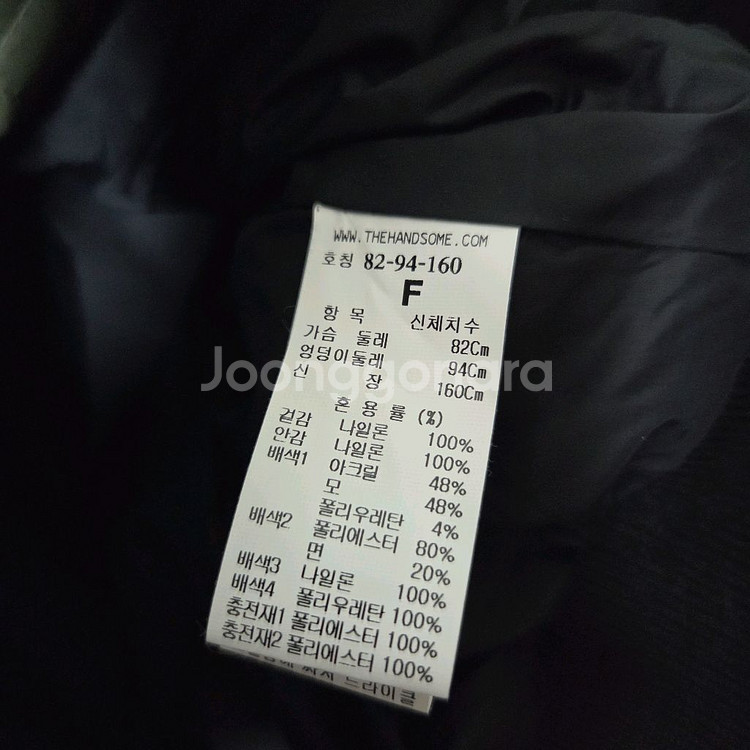 WWW.THEHANDSOME.COM
호칭 82-94-160
F
항 목 신체치수
가슴 둘레 82Cm
엉덩이둘레 94Cm
신 장 160Cm
혼 용 률 (%)
겉감 나일론 100%
안감 나일론 100%
배색1 아크릴 48%
모 48%
폴리우레탄 4%
배색2 폴리에스터 80%
면 20%
배색3 나일론 100%
배색4 폴리우레탄 100%
충전재1 폴리에스터 100%
충전재2 폴리에스터 100%
드라이클
Joonggonara